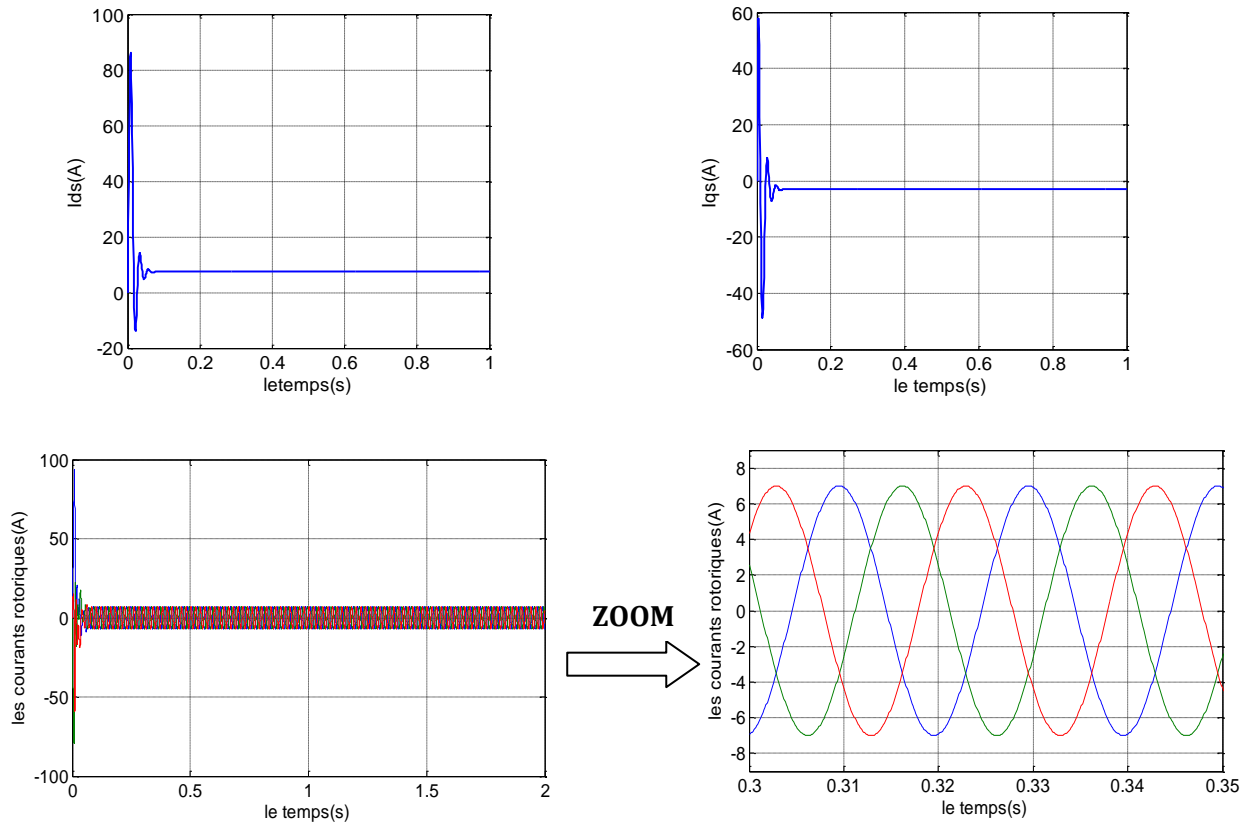 100
80
60
40
20
0
-20
Ids(A)
0 0.2 0.4 0.6 0.8 1
letemps(s)
60
40
20
0
-20
-40
-60
Iqs(A)
0 0.2 0.4 0.6 0.8 1
le temps(s)
100
50
0
-50
-100
les courants rotoriques(A)
0 0.5 1 1.5 2
le temps(s)
ZOOM
8
6
4
2
0
-2
-4
-6
-8
les courants rotoriques(A)
0.3 0.31 0.32 0.33 0.34 0.35
le temps(s)